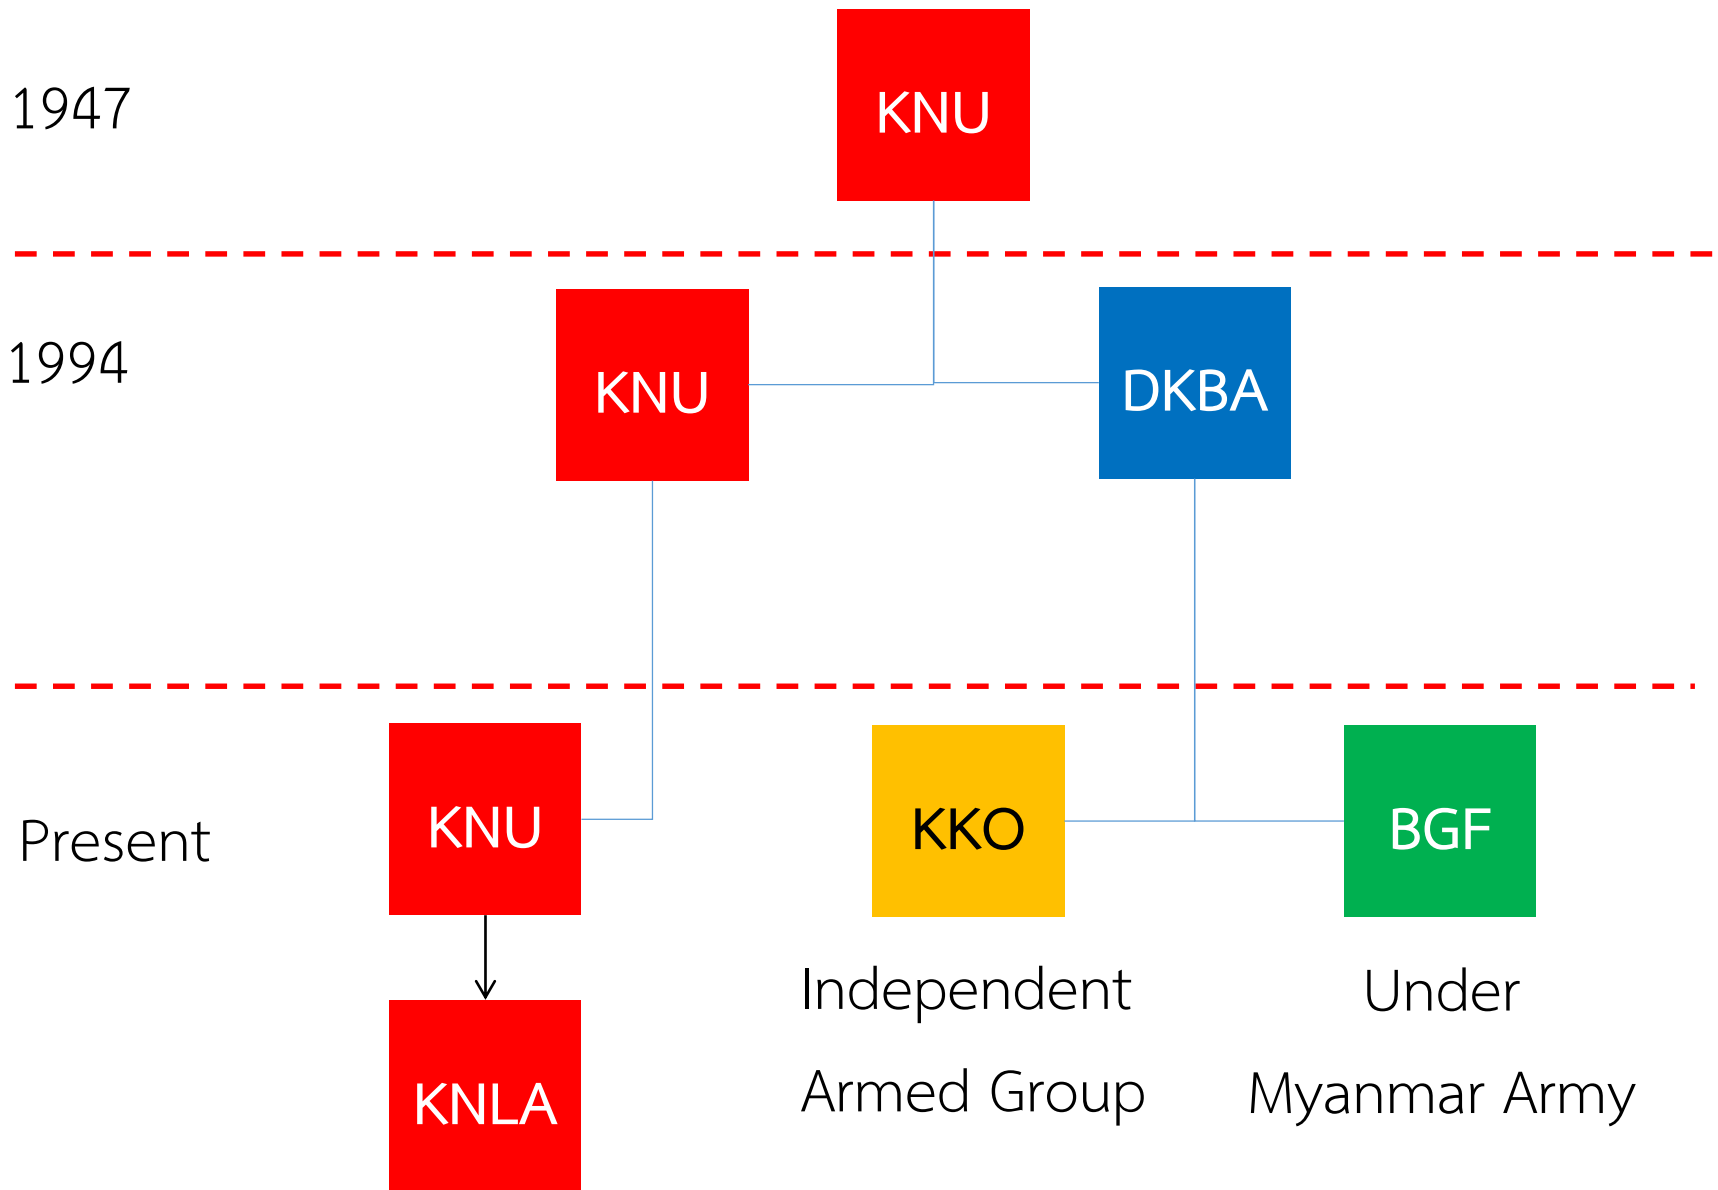 1947
KNU
1994
KNU
DKBA
Present
KNU
KKO
BGF
Independent
Armed Group
Under
Myanmar Army
KNLA